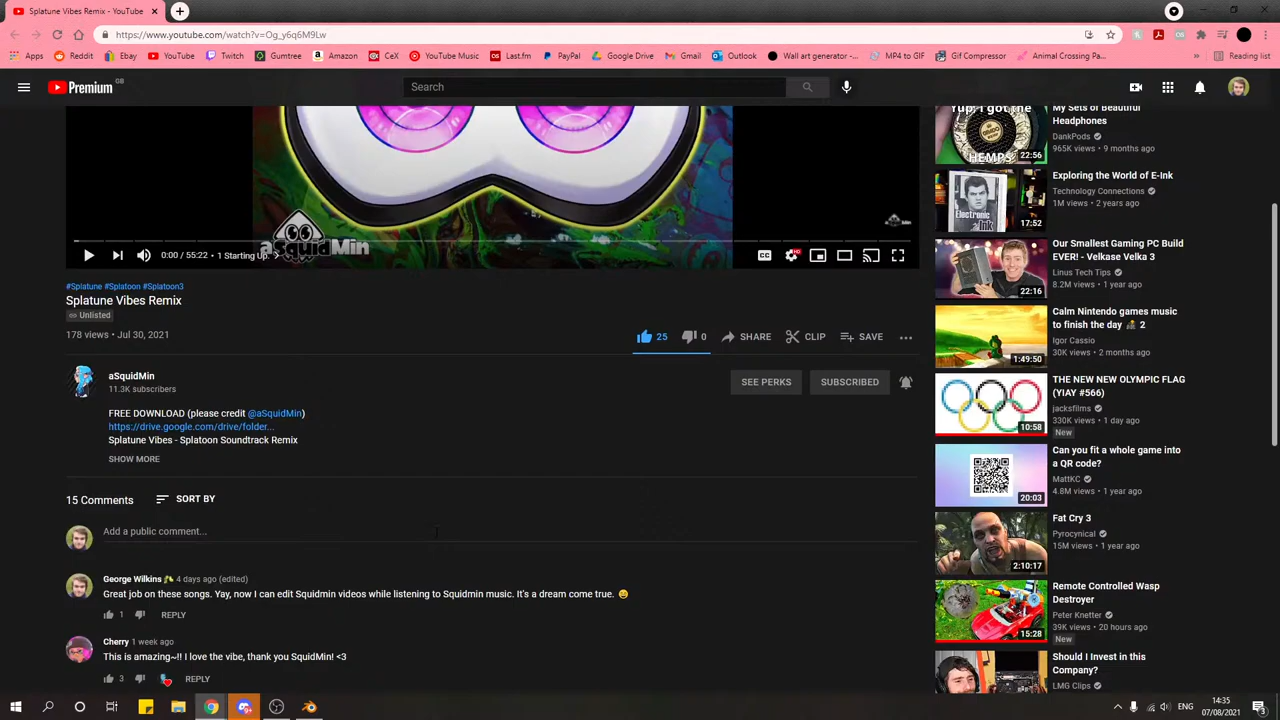 Splatune Vibes Remix - YouTube
https://www.youtube.com/watch?v=Og_y6q6M9Lw
Apps Reddit Ebay YouTube Twitch Gumtree Amazon CeX YouTube Music Last.fm PayPal Google Drive Gmail Outlook Wall art generator -... MP4 to GIF Gif Compressor Animal Crossing Pa... » Reading list
Premium GB
Search
Yup. I got the
HEMPS
22:56
My Sets of Beautiful
Headphones
DankPods
965K views • 9 months ago
Electronic
Ink
17:52
Exploring the World of E-Ink
Technology Connections
1M views • 2 years ago
aSquidMin
0:00 / 55:22 • 1 Starting Up
CC
HD
22:16
Our Smallest Gaming PC Build
EVER! - Velkase Velka 3
Linus Tech Tips
8.2M views • 1 year ago
#Splatune #Splatoon #Splatoon3
Splatune Vibes Remix
Unlisted
178 views • Jul 30, 2021
25 0 SHARE CLIP SAVE
1:49:50
Calm Nintendo games music
to finish the day 2
Igor Cassio
30K views • 2 months ago
aSquidMin
11.3K subscribers
SEE PERKS SUBSCRIBED
FREE DOWNLOAD (please credit @aSquidMin)
https://drive.google.com/drive/folder...
Splatune Vibes - Splatoon Soundtrack Remix
SHOW MORE
10:58
THE NEW NEW OLYMPIC FLAG
(YIAY #566)
jacksfilms
330K views • 1 day ago
New
20:03
Can you fit a whole game into
a QR code?
MattKC
4.8M views • 1 year ago
15 Comments SORT BY
Add a public comment...
2:10:17
Fat Cry 3
Pyrocynical
15M views • 1 year ago
George Wilkins 4 days ago (edited)
Great job on these songs. Yay, now I can edit Squidmin videos while listening to Squidmin music. It's a dream come true.
1 REPLY
15:28
Remote Controlled Wasp
Destroyer
Peter Knetter
39K views • 20 hours ago
New
Cherry 1 week ago
This is amazing~!! I love the vibe, thank you SquidMin! <3
3 REPLY
Should I Invest in this
Company?
LMG Clips
ENG
14:35
07/08/2021
3